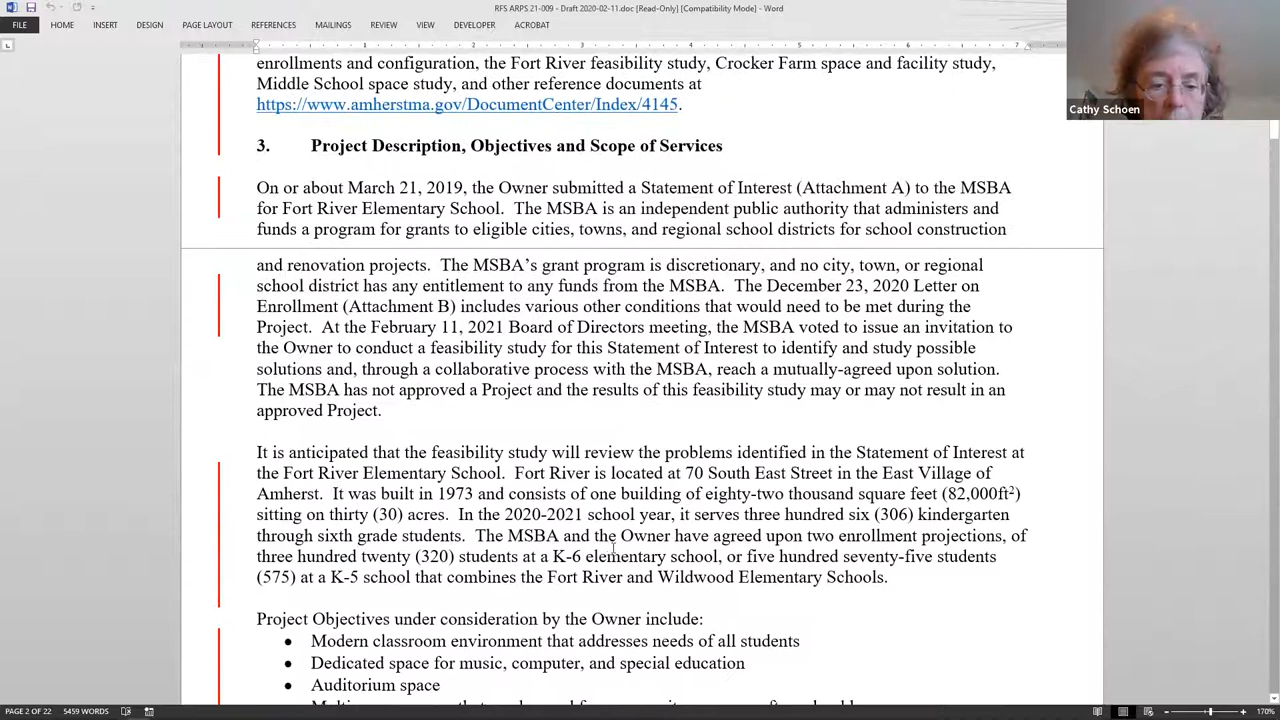 RFS ARPS 21-009 - Draft 2020-02-11.doc [Read-Only] [Compatibility Mode] - Word
FILE HOME INSERT DESIGN PAGE LAYOUT REFERENCES MAILINGS REVIEW VIEW DEVELOPER ACROBAT
1 2 3 4 5 6 7
Cathy Schoen
enrollments and configuration, the Fort River feasibility study, Crocker Farm space and facility study,
Middle School space study, and other reference documents at
https://www.amherstma.gov/DocumentCenter/Index/4145.
3. Project Description, Objectives and Scope of Services
On or about March 21, 2019, the Owner submitted a Statement of Interest (Attachment A) to the MSBA
for Fort River Elementary School. The MSBA is an independent public authority that administers and
funds a program for grants to eligible cities, towns, and regional school districts for school construction
and renovation projects. The MSBA's grant program is discretionary, and no city, town, or regional
school district has any entitlement to any funds from the MSBA. The December 23, 2020 Letter on
Enrollment (Attachment B) includes various other conditions that would need to be met during the
Project. At the February 11, 2021 Board of Directors meeting, the MSBA voted to issue an invitation to
the Owner to conduct a feasibility study for this Statement of Interest to identify and study possible
solutions and, through a collaborative process with the MSBA, reach a mutually-agreed upon solution.
The MSBA has not approved a Project and the results of this feasibility study may or may not result in an
approved Project.
It is anticipated that the feasibility study will review the problems identified in the Statement of Interest at
the Fort River Elementary School. Fort River is located at 70 South East Street in the East Village of
Amherst. It was built in 1973 and consists of one building of eighty-two thousand square feet (82,000ft²)
sitting on thirty (30) acres. In the 2020-2021 school year, it serves three hundred six (306) kindergarten
through sixth grade students. The MSBA and the Owner have agreed upon two enrollment projections, of
three hundred twenty (320) students at a K-6 elementary school, or five hundred seventy-five students
(575) at a K-5 school that combines the Fort River and Wildwood Elementary Schools.
Project Objectives under consideration by the Owner include:
• Modern classroom environment that addresses needs of all students
• Dedicated space for music, computer, and special education
• Auditorium space
PAGE 2 OF 22 5459 WORDS 170%